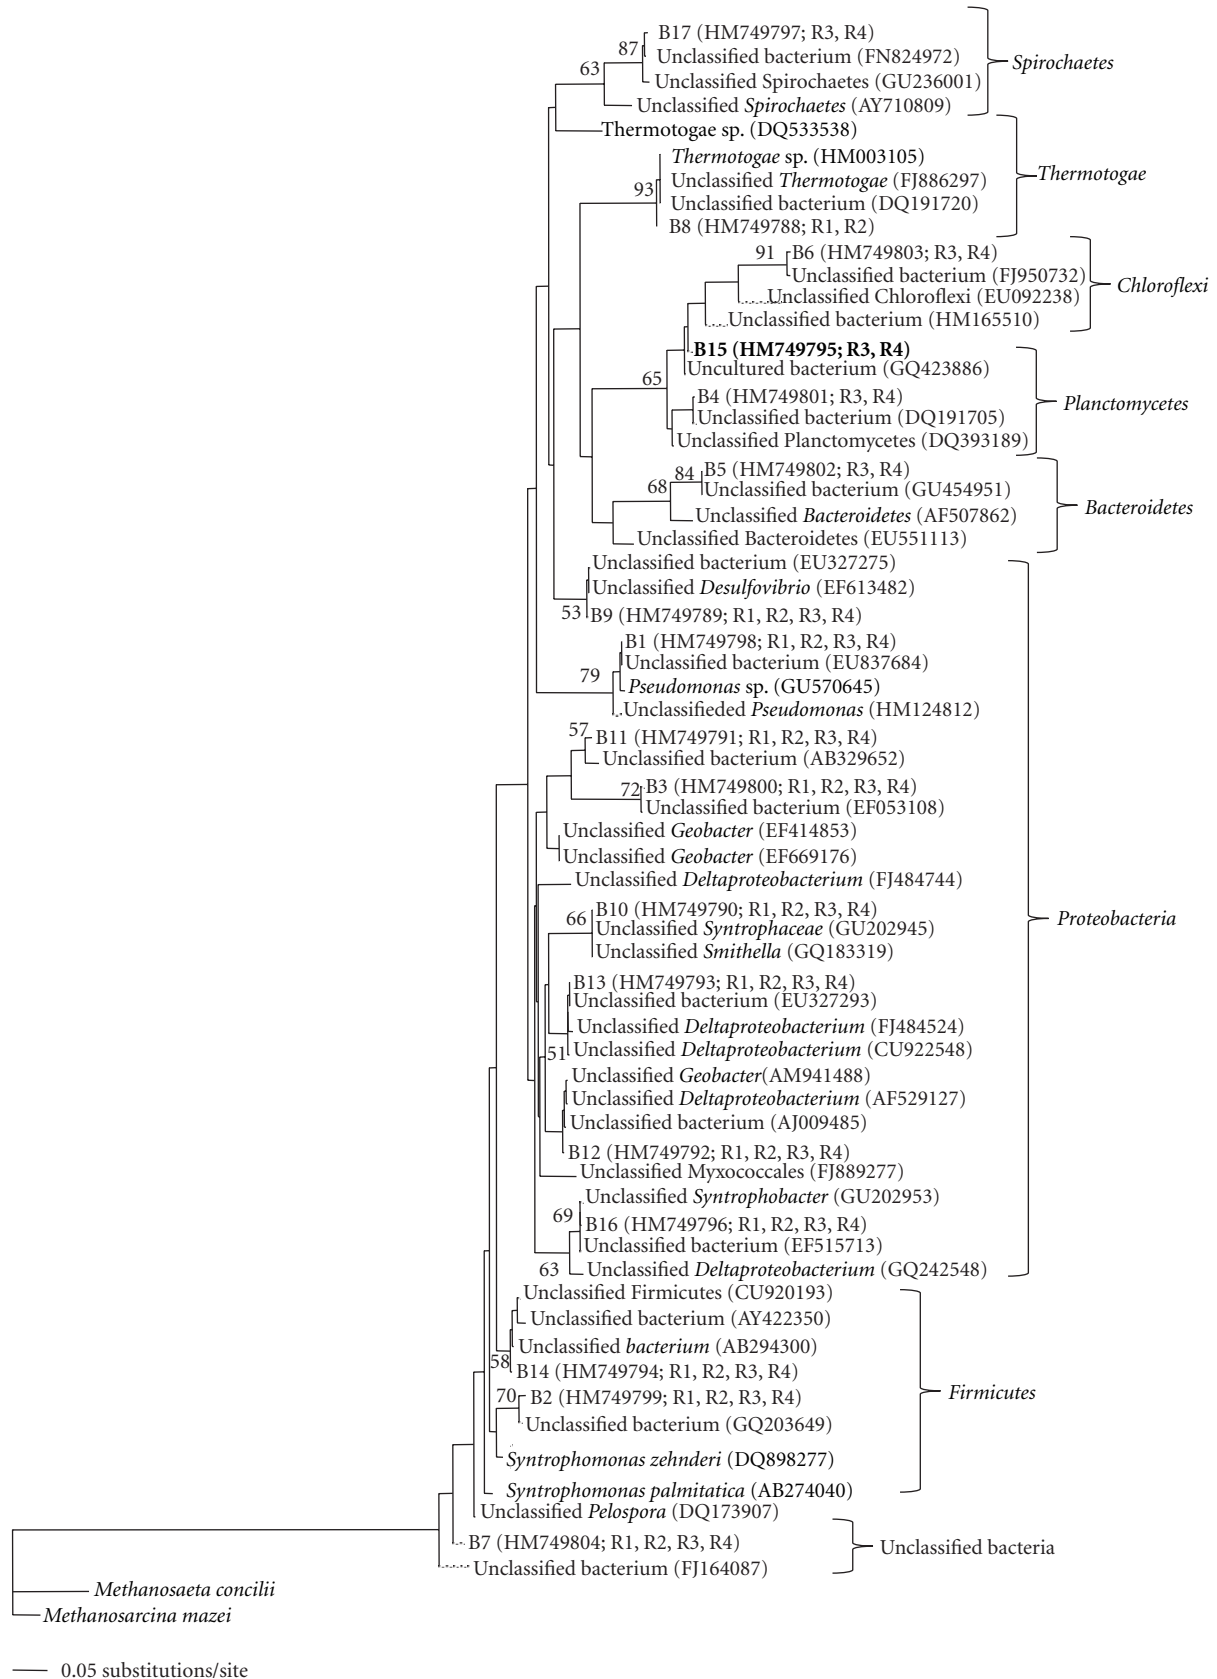 B17 (HM749797; R3, R4)
87
Unclassified bacterium (FN824972)
Spirochaetes
63
Unclassified Spirochaetes (GU236001)
Unclassified Spirochaetes (AY710809)
Thermotogae sp. (DQ533538)
Thermotogae sp. (HM003105)
Thermotogae
Unclassified Thermotogae (FJ886297)
93
Unclassified bacterium (DQ191720)
B8 (HM749788; R1, R2)
91
B6 (HM749803; R3, R4)
Unclassified bacterium (FJ950732)
Chloroflexi
Unclassified Chloroflexi (EU092238)
Unclassified bacterium (HM165510)
B15 (HM749795; R3, R4)
Uncultured bacterium (GQ423886)
65
B4 (HM749801; R3, R4)
Planctomycetes
Unclassified bacterium (DQ191705)
Unclassified Planctomycetes (DQ393189)
84
B5 (HM749802; R3, R4)
68
Unclassified bacterium (GU454951)
Bacteroidetes
Unclassified Bacteroidetes (AF507862)
Unclassified Bacteroidetes (EU551113)
Unclassified bacterium (EU327275)
Unclassified Desulfovibrio (EF613482)
53
B9 (HM749789; R1, R2, R3, R4)
B1 (HM749798; R1, R2, R3, R4)
Unclassified bacterium (EU837684)
79
Pseudomonas sp. (GU570645)
Unclassifieded Pseudomonas (HM124812)
57
B11 (HM749791; R1, R2, R3, R4)
Unclassified bacterium (AB329652)
72
B3 (HM749800; R1, R2, R3, R4)
Unclassified bacterium (EF053108)
Unclassified Geobacter (EF414853)
Unclassified Geobacter (EF669176)
Unclassified Deltaproteobacterium (FJ484744)
66
B10 (HM749790; R1, R2, R3, R4)
Proteobacteria
Unclassified Syntrophaceae (GU202945)
Unclassified Smithella (GQ183319)
B13 (HM749793; R1, R2, R3, R4)
Unclassified bacterium (EU327293)
Unclassified Deltaproteobacterium (FJ484524)
51
Unclassified Deltaproteobacterium (CU922548)
Unclassified Geobacter(AM941488)
Unclassified Deltaproteobacterium (AF529127)
Unclassified bacterium (AJ009485)
B12 (HM749792; R1, R2, R3, R4)
Unclassified Myxococcales (FJ889277)
Unclassified Syntrophobacter (GU202953)
69
B16 (HM749796; R1, R2, R3, R4)
Unclassified bacterium (EF515713)
63
Unclassified Deltaproteobacterium (GQ242548)
Unclassified Firmicutes (CU920193)
Unclassified bacterium (AY422350)
Unclassified bacterium (AB294300)
58
B14 (HM749794; R1, R2, R3, R4)
Firmicutes
70
B2 (HM749799; R1, R2, R3, R4)
Unclassified bacterium (GQ203649)
Syntrophomonas zehnderi (DQ898277)
Syntrophomonas palmitatica (AB274040)
Unclassified Pelospora (DQ173907)
B7 (HM749804; R1, R2, R3, R4)
Unclassified bacteria
Unclassified bacterium (FJ164087)
Methanosaeta concilii
Methanosarcina mazei
0.05 substitutions/site